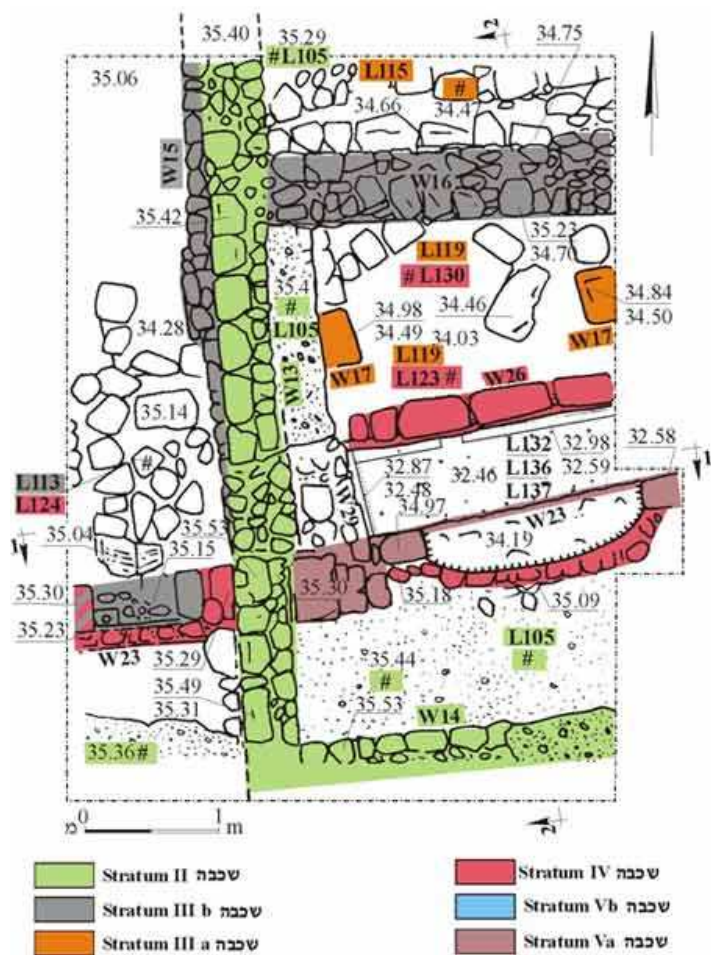 35.40
35.29
2
#L105
34.75
35.06
L115
#
34.66
34.47
W15
W16
35.42
35.23
34.70
L119
#L130
35.4
#
L105
34.46
34.84
34.50
34.98
34.49
34.03
34.28
W17
W17
L119
L123 #
W26
W13
35.14
#
L132
32.98
32.58
L136
32.59
L137
1
32.87
32.46
32.48
L113
L124
W29
34.97
W23
35.04
35.53
35.15
1
34.19
35.30
35.30
35.18
35.09
35.23
W23
L105
#
35.29
35.44
#
35.49
35.31
35.53
W14
35.36#
מ
0
1
m
2
Stratum II שכבה
Stratum III b שכבה
Stratum III a שכבה
Stratum IV שכבה
Stratum Vb שכבה
Stratum Va שכבה